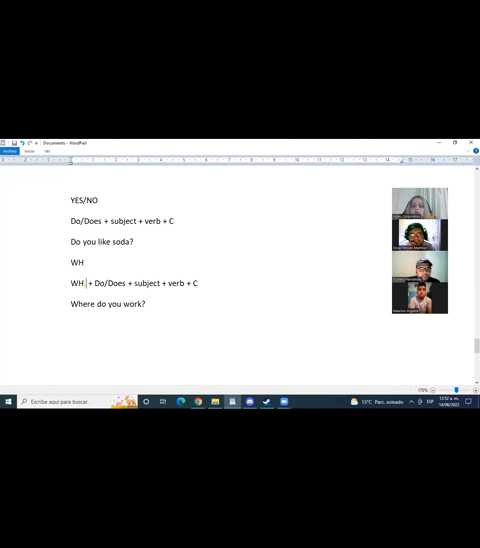 Documento - WordPad
Archivo Inicio Ver
YES/NO
Do/Does + subject + verb + C
Do you like soda?
WH
WH. + Do/Does + subject + verb + C
Where do you work?
170%
Escribe aquí para buscar.
15°C Parc. soleado
ESP
12:52 a. m.
14/06/2022